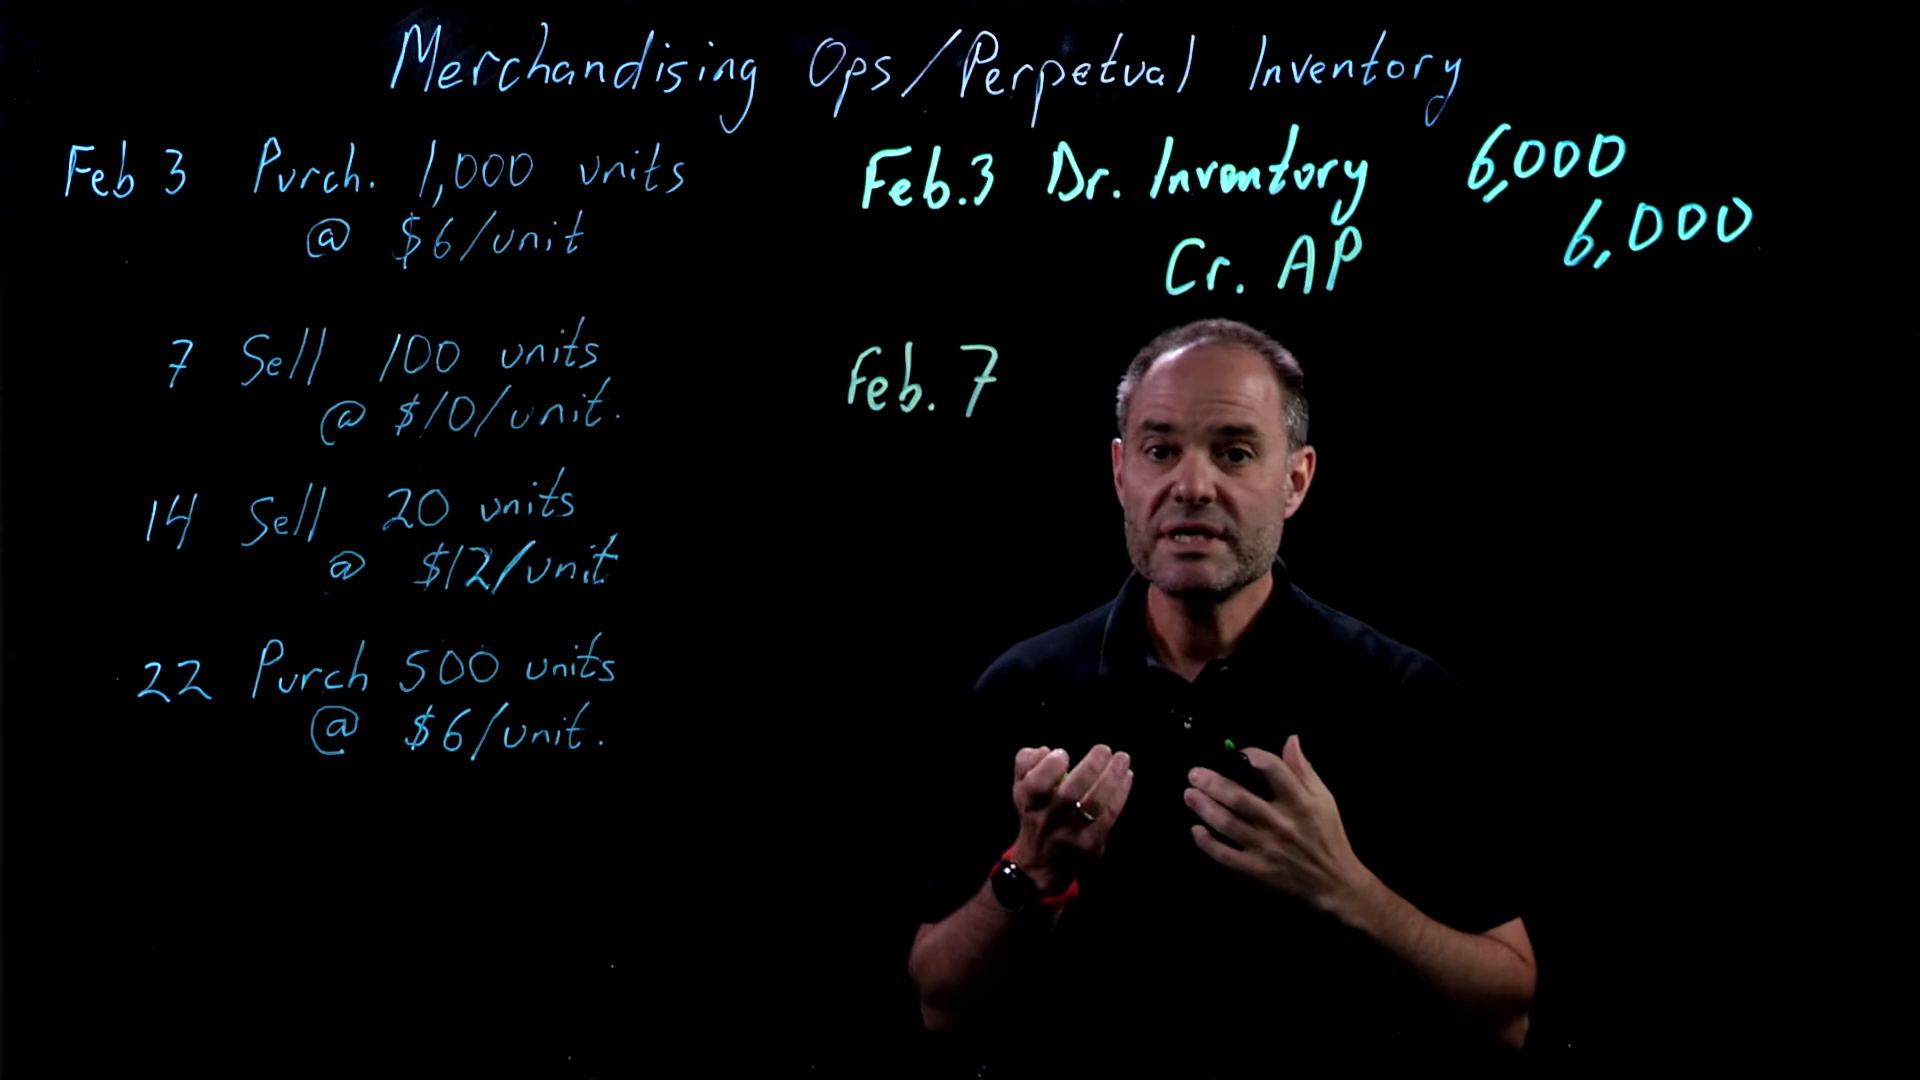 Merchandising Ops/Perpetual Inventory
Feb 3 Purch. 1,000 units
@ $6/unit
7 Sell 100 units
@ $10/unit.
14 Sell 20 units
@ $12/unit
22 Purch 500 units
@ $6/unit.
Feb.3 Dr. Inventory 6,000
Cr. AP 6,000
Feb. 7